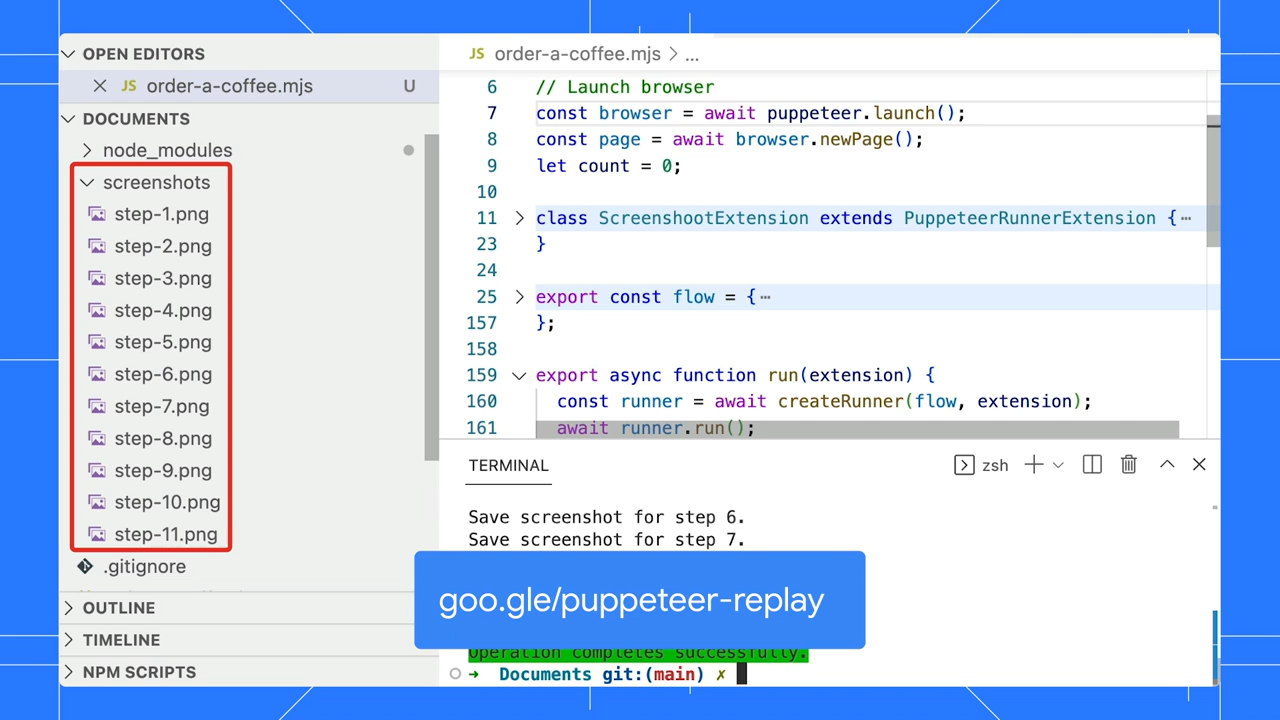 OPEN EDITORS
JS order-a-coffee.mjs U
DOCUMENTS
node_modules
screenshots
step-1.png
step-2.png
step-3.png
step-4.png
step-5.png
step-6.png
step-7.png
step-8.png
step-9.png
step-10.png
step-11.png
.gitignore
OUTLINE
TIMELINE
NPM SCRIPTS
JS order-a-coffee.mjs > ...
6 // Launch browser
7 const browser = await puppeteer.launch();
8 const page = await browser.newPage();
9 let count = 0;
10
11 class ScreenshootExtension extends PuppeteerRunnerExtension {⋯
23 }
24
25 export const flow = {⋯
157 };
158
159 export async function run(extension) {
160 const runner = await createRunner(flow, extension);
161 await runner.run();
TERMINAL
zsh
Save screenshot for step 6.
Save screenshot for step 7.
goo.gle/puppeteer-replay
Operation completes successfully.
➜ Documents git:(main) ✗